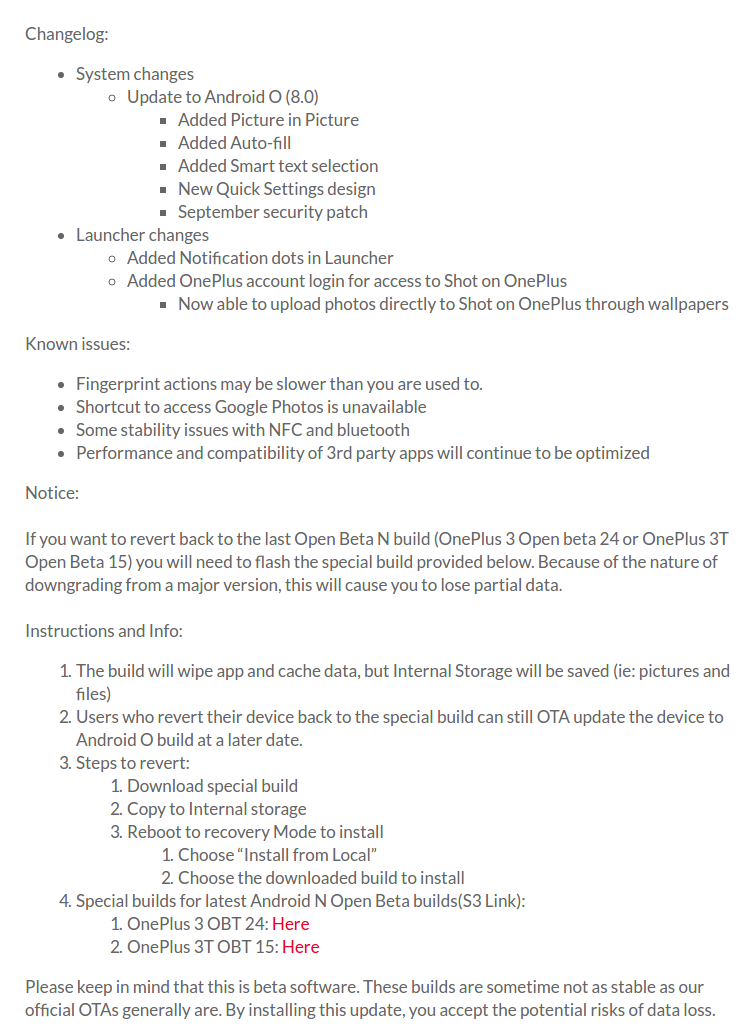 Changelog:
• System changes
○ Update to Android O (8.0)
▪ Added Picture in Picture
▪ Added Auto-fill
▪ Added Smart text selection
▪ New Quick Settings design
▪ September security patch
• Launcher changes
○ Added Notification dots in Launcher
○ Added OnePlus account login for access to Shot on OnePlus
▪ Now able to upload photos directly to Shot on OnePlus through wallpapers
Known issues:
• Fingerprint actions may be slower than you are used to.
• Shortcut to access Google Photos is unavailable
• Some stability issues with NFC and bluetooth
• Performance and compatibility of 3rd party apps will continue to be optimized
Notice:
If you want to revert back to the last Open Beta N build (OnePlus 3 Open beta 24 or OnePlus 3T
Open Beta 15) you will need to flash the special build provided below. Because of the nature of
downgrading from a major version, this will cause you to lose partial data.
Instructions and Info:
1. The build will wipe app and cache data, but Internal Storage will be saved (ie: pictures and
files)
2. Users who revert their device back to the special build can still OTA update the device to
Android O build at a later date.
3. Steps to revert:
1. Download special build
2. Copy to Internal storage
3. Reboot to recovery Mode to install
1. Choose “Install from Local”
2. Choose the downloaded build to install
4. Special builds for latest Android N Open Beta builds(S3 Link):
1. OnePlus 3 OBT 24: Here
2. OnePlus 3T OBT 15: Here
Please keep in mind that this is beta software. These builds are sometime not as stable as our
official OTAs generally are. By installing this update, you accept the potential risks of data loss.